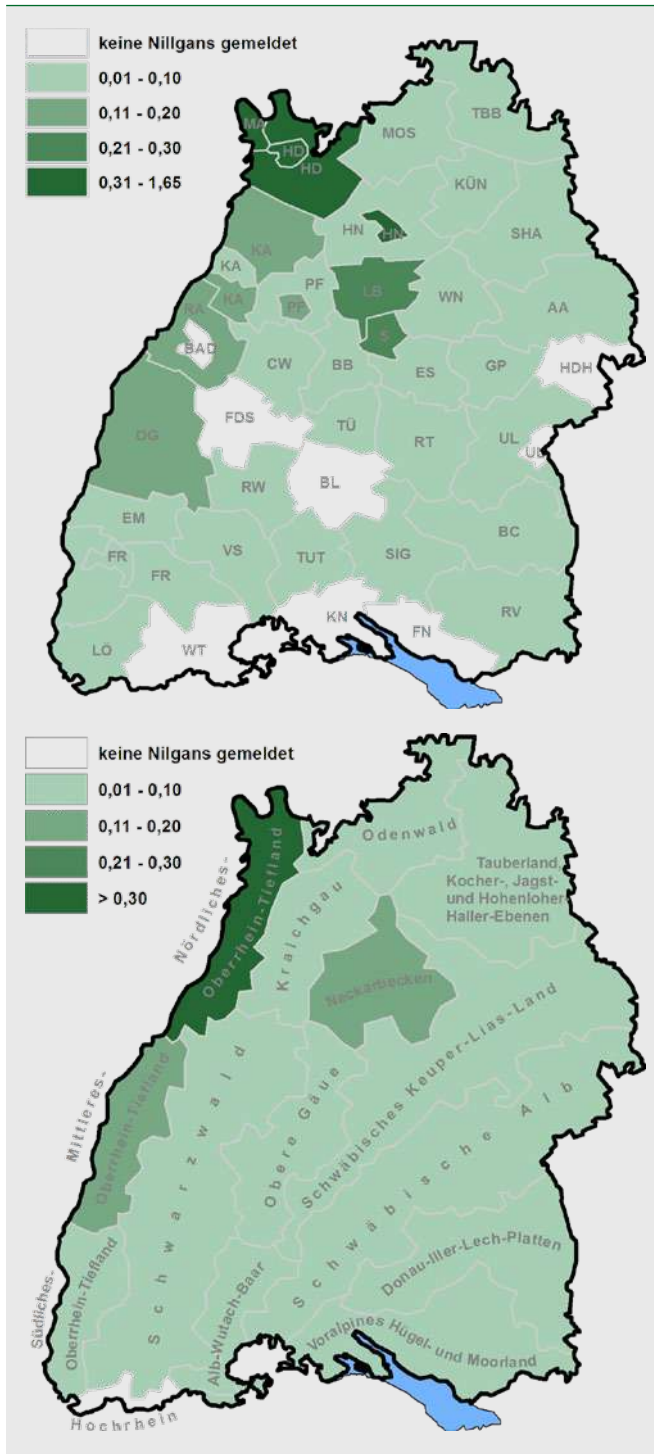 keine Nillgans gemeldet
0,01 - 0,10
0,11 - 0,20
0,21 - 0,30
0,31 - 1,65
MA
HD
HD
MOS
TBB
KÜN
HN
HN
SHA
KA
KA
KA
PF
PF
LB
WN
AA
RA
BAD
S
CW
BB
ES
GP
HDH
FDS
TÜ
RT
UL
UL
OG
RW
BL
EM
FR
FR
VS
TUT
SIG
BC
LÖ
WT
KN
FN
RV
keine Nilgans gemeldet
0,01 - 0,10
0,11 - 0,20
0,21 - 0,30
> 0,30
Nördliches-
Oberrhein-Tiefland
Odenwald
Kraichgau
Tauberland,
Kocher-, Jagst-
und Hohenloher-
Haller-Ebenen
Neckarbecken
Mittleres-
Oberrhein-Tiefland
Schwarzwald
Obere Gäue
Schwäbisches Keuper-Lias-Land
Schwäbische Alb
Südliches-
Oberrhein-Tiefland
Alb-Wutach-Baar
Donau-Iller-Lech-Platten
Voralpines Hügel- und Moorland
Hochrhein